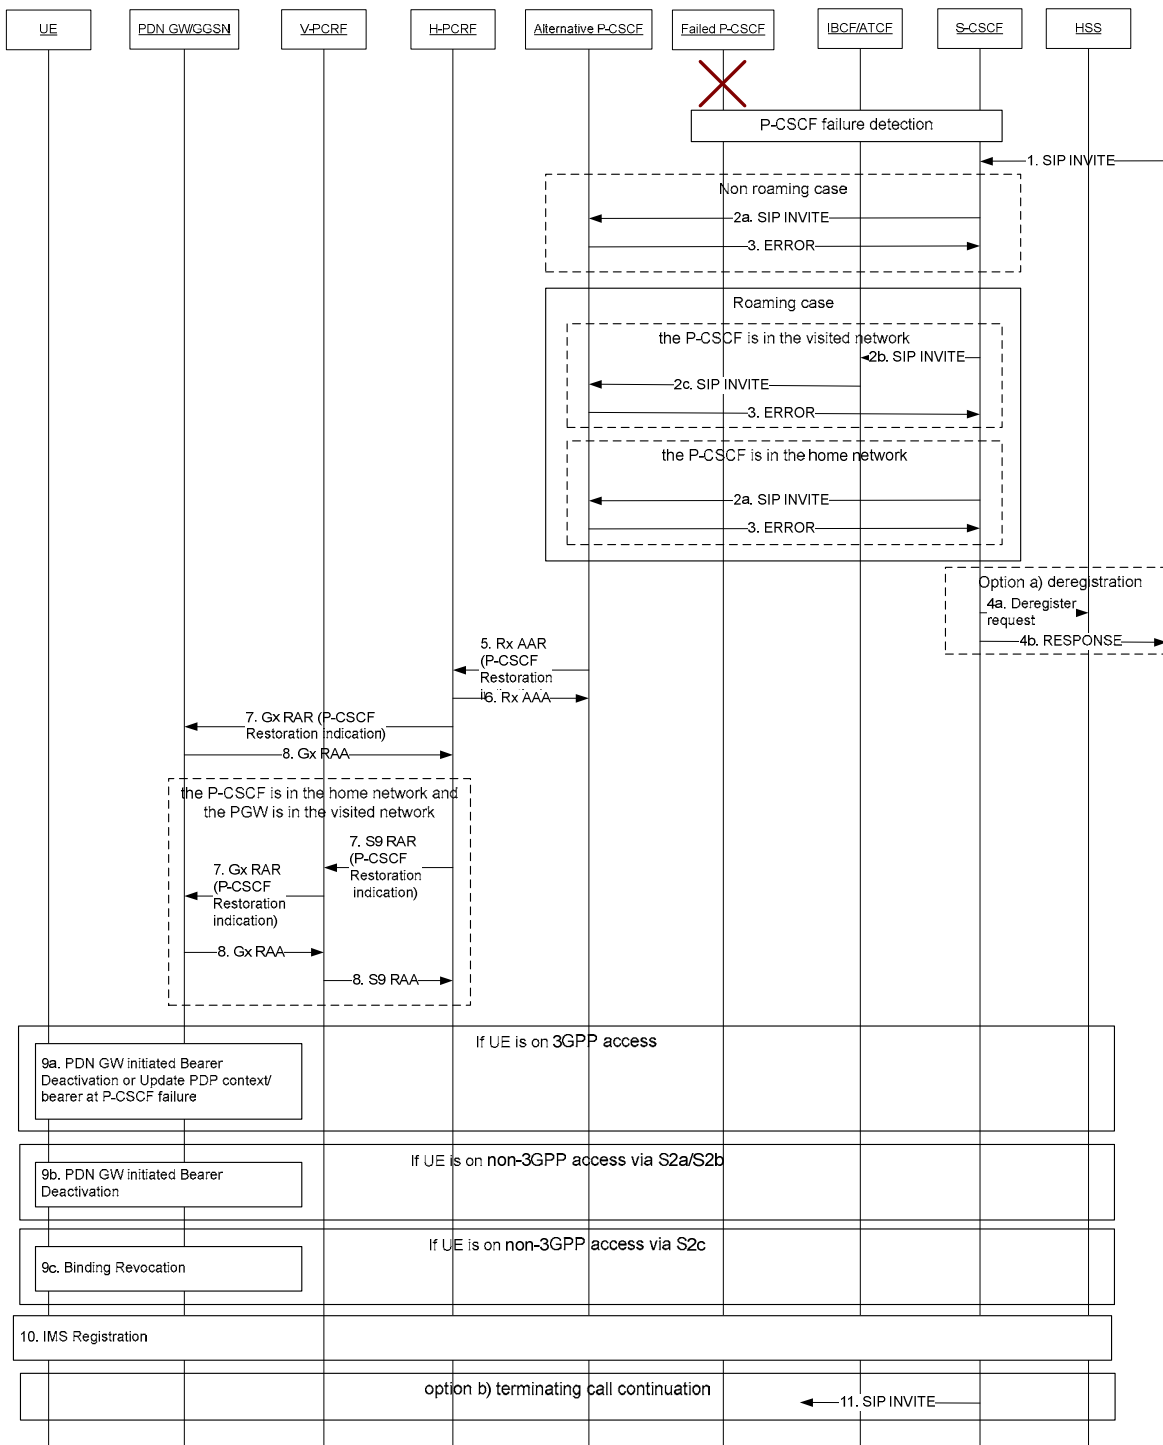 UE
PDN GW/GGSN
V-PCRF
H-PCRF
Alternative P-CSCF
Failed P-CSCF
IBCF/ATCF
S-CSCF
HSS
P-CSCF failure detection
1. SIP INVITE
Non roaming case
2a. SIP INVITE
3. ERROR
Roaming case
the P-CSCF is in the visited network
2b. SIP INVITE
2c. SIP INVITE
3. ERROR
the P-CSCF is in the home network
2a. SIP INVITE
3. ERROR
Option a) deregistration
4a. Deregister
request
4b. RESPONSE
5. Rx AAR
(P-CSCF
Restoration
6. Rx AAA
7. Gx RAR (P-CSCF
Restoration indication)
8. Gx RAA
the P-CSCF is in the home network and
the PGW is in the visited network
7. S9 RAR
(P-CSCF
Restoration
indication)
7. Gx RAR
(P-CSCF
Restoration
indication)
8. Gx RAA
8. S9 RAA
If UE is on 3GPP access
9a. PDN GW initiated Bearer
Deactivation or Update PDP context/
bearer at P-CSCF failure
If UE is on non-3GPP access via S2a/S2b
9b. PDN GW initiated Bearer
Deactivation
If UE is on non-3GPP access via S2c
9c. Binding Revocation
10. IMS Registration
option b) terminating call continuation
11. SIP INVITE